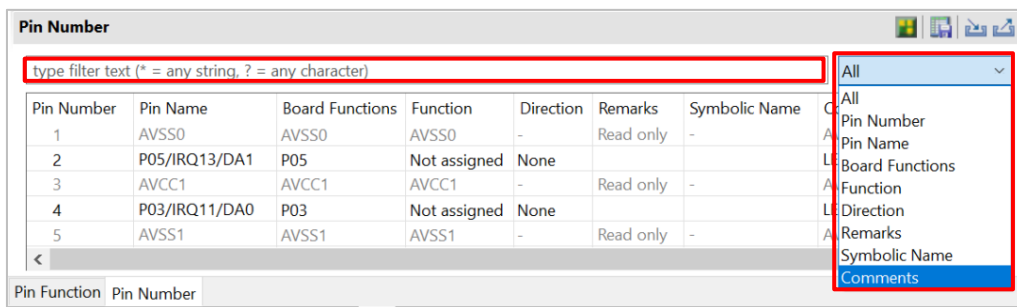 Pin Number
type filter text (* = any string, ? = any character)
All
Pin Number Pin Name Board Functions Function Direction Remarks Symbolic Name
1 AVSS0 AVSS0 AVSS0 - Read only -
2 P05/IRQ13/DA1 P05 Not assigned None
3 AVCC1 AVCC1 AVCC1 - Read only -
4 P03/IRQ11/DA0 P03 Not assigned None
5 AVSS1 AVSS1 AVSS1 - Read only -
All
Pin Number
Pin Name
Board Functions
Function
Direction
Remarks
Symbolic Name
Comments
Pin Function Pin Number